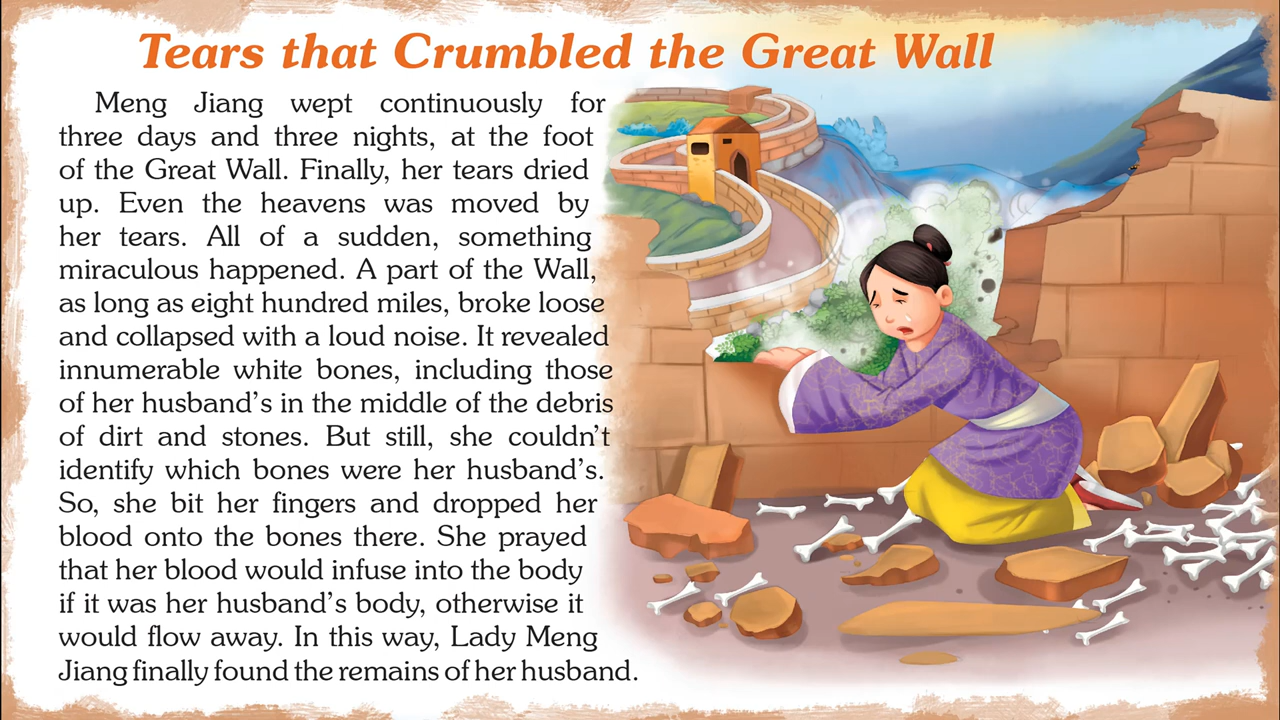 Tears that Crumbled the Great Wall
Meng Jiang wept continuously for
three days and three nights, at the foot
of the Great Wall. Finally, her tears dried
up. Even the heavens was moved by
her tears. All of a sudden, something
miraculous happened. A part of the Wall,
as long as eight hundred miles, broke loose
and collapsed with a loud noise. It revealed
innumerable white bones, including those
of her husband's in the middle of the debris
of dirt and stones. But still, she couldn't
identify which bones were her husband's.
So, she bit her fingers and dropped her
blood onto the bones there. She prayed
that her blood would infuse into the body
if it was her husband's body, otherwise it
would flow away. In this way, Lady Meng
Jiang finally found the remains of her husband.